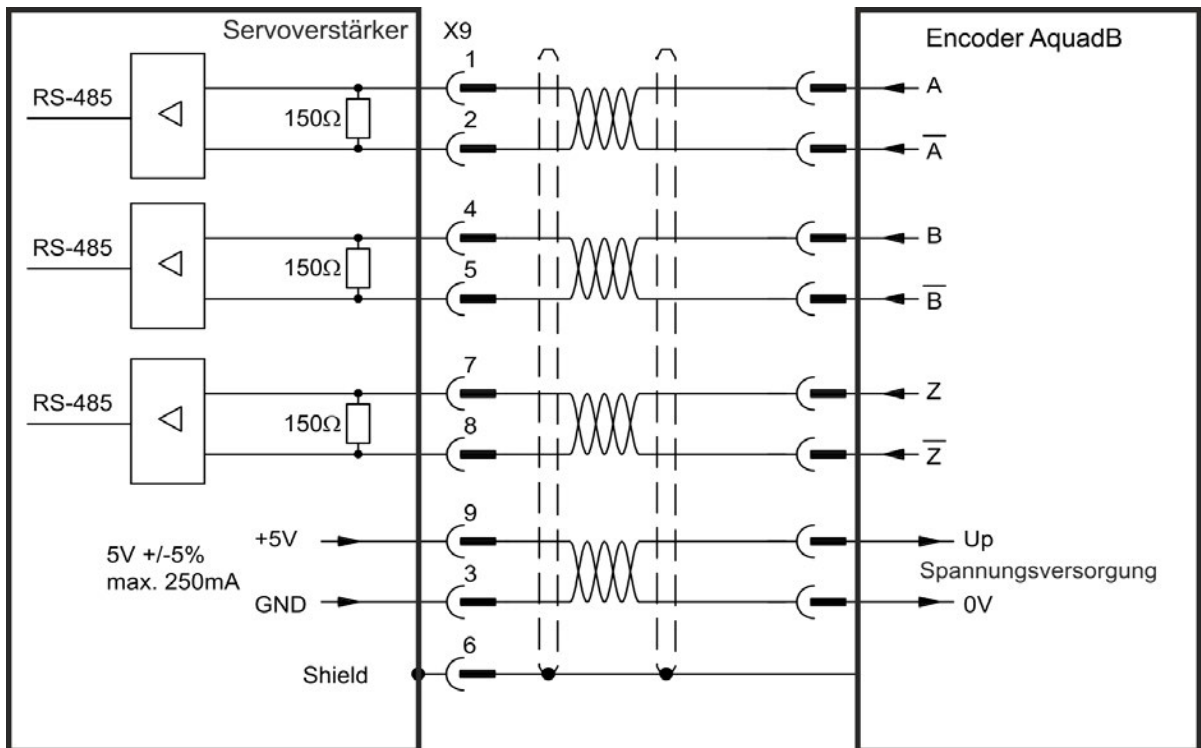 Servoverstärker
X9
Encoder AquadB
RS-485
150Ω
1
2
A
A̅
RS-485
150Ω
4
5
B
B̅
RS-485
150Ω
7
8
Z
Z̅
5V +/-5%
max. 250mA
+5V
GND
9
3
Up
Spannungsversorgung
0V
Shield
6